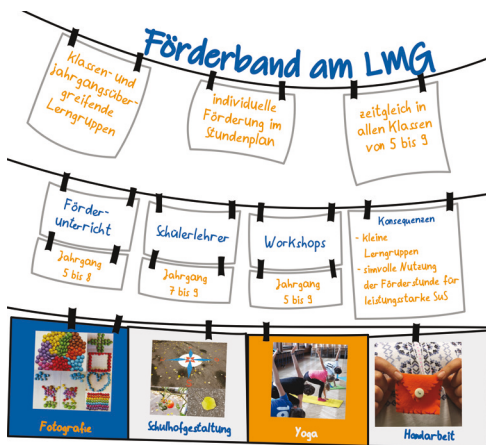 Förderband am LMG
Klassen- und
jahrgangsüber-
greifende
Lerngruppen
individuelle
Förderung im
Stundenplan
zeitgleich in
allen Klassen
von 5 bis 9
Förder-
unterricht
Jahrgang
5 bis 8
Schülerlehrer
Jahrgang
7 bis 9
Workshops
Jahrgang
5 bis 9
Konsequenzen
- Kleine
Lerngruppen
- sinvolle Nutzung
der Förderstunde für
leistungsstarke SuS
Fotografie
Schulhofgestaltung
Yoga
Handarbeit